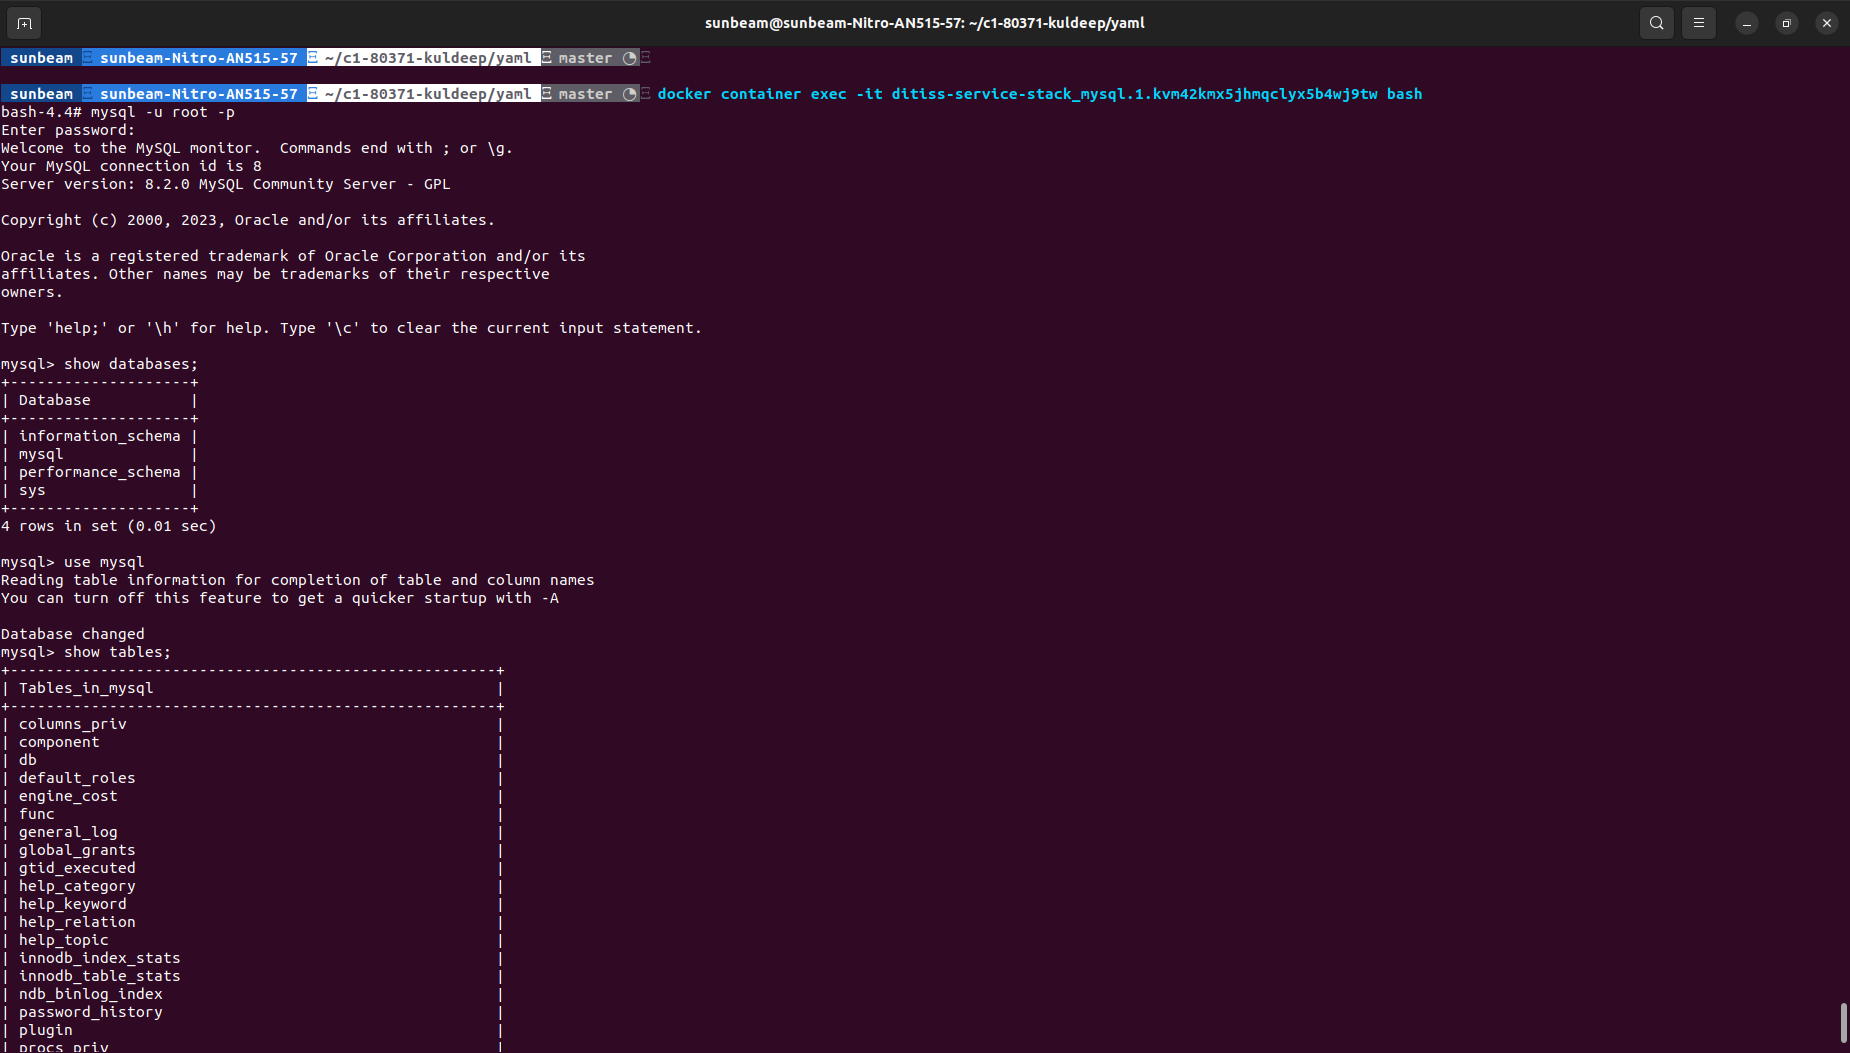 sunbeam@sunbeam-Nitro-AN515-57: ~/c1-80371-kuldeep/yaml
sunbeam sunbeam-Nitro-AN515-57 ~/c1-80371-kuldeep/yaml master
sunbeam sunbeam-Nitro-AN515-57 ~/c1-80371-kuldeep/yaml master docker container exec -it ditiss-service-stack_mysql.1.kvm42kmx5jhmqclyx5b4wj9tw bash
bash-4.4# mysql -u root -p
Enter password:
Welcome to the MySQL monitor.  Commands end with ; or \g.
Your MySQL connection id is 8
Server version: 8.2.0 MySQL Community Server - GPL
Copyright (c) 2000, 2023, Oracle and/or its affiliates.
Oracle is a registered trademark of Oracle Corporation and/or its
affiliates. Other names may be trademarks of their respective
owners.
Type 'help;' or '\h' for help. Type '\c' to clear the current input statement.
mysql> show databases;
+--------------------+
| Database           |
+--------------------+
| information_schema |
| mysql              |
| performance_schema |
| sys                |
+--------------------+
4 rows in set (0.01 sec)
mysql> use mysql
Reading table information for completion of table and column names
You can turn off this feature to get a quicker startup with -A
Database changed
mysql> show tables;
+------------------------------------------------------+
| Tables_in_mysql                                      |
+------------------------------------------------------+
| columns_priv                                         |
| component                                            |
| db                                                   |
| default_roles                                        |
| engine_cost                                          |
| func                                                 |
| general_log                                          |
| global_grants                                        |
| gtid_executed                                        |
| help_category                                        |
| help_keyword                                         |
| help_relation                                        |
| help_topic                                           |
| innodb_index_stats                                   |
| innodb_table_stats                                   |
| ndb_binlog_index                                     |
| password_history                                     |
| plugin                                               |
| procs_priv                                           |